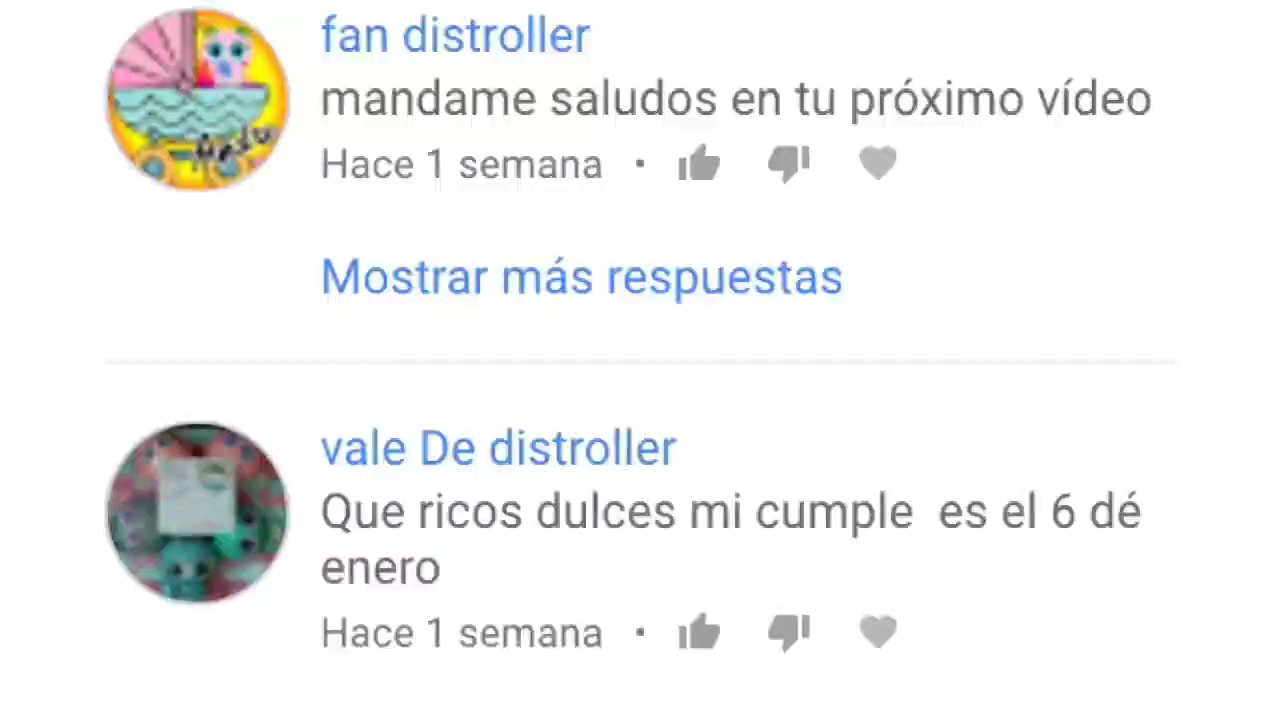 fan distroller
mandame saludos en tu próximo vídeo
Hace 1 semana •
Mostrar más respuestas
vale De distroller
Que ricos dulces mi cumple es el 6 dé
enero
Hace 1 semana •